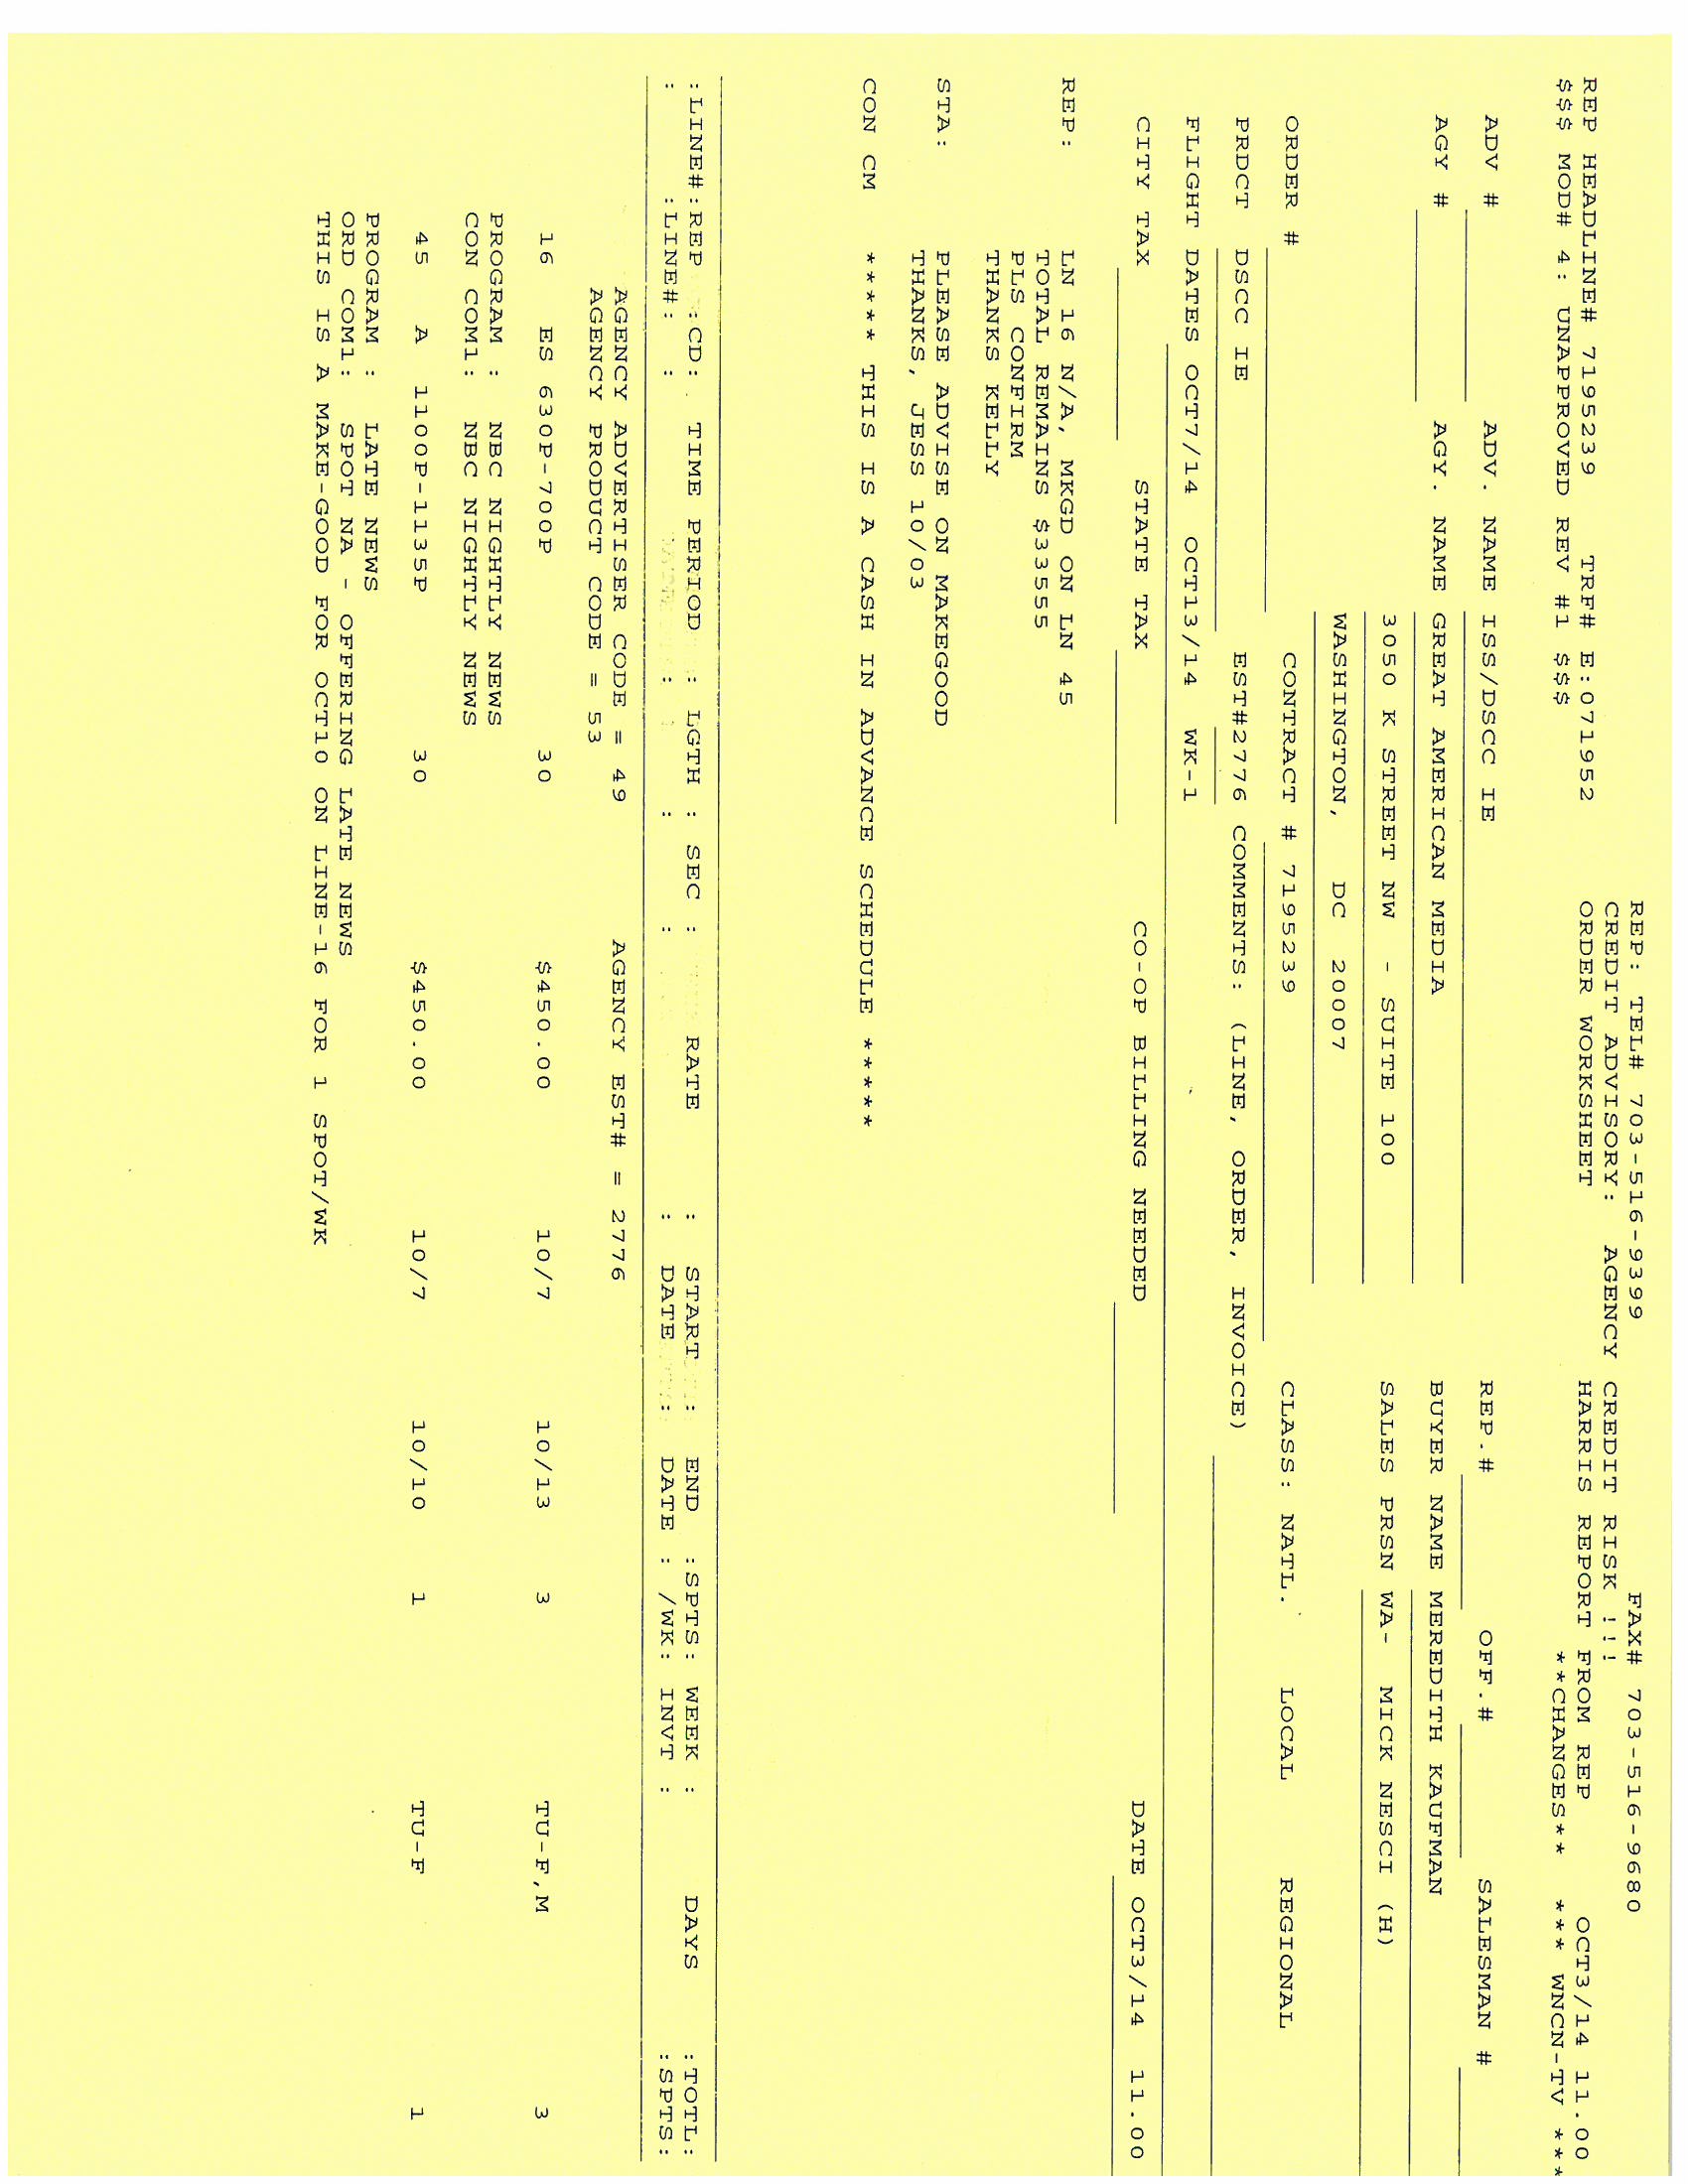 REP: TEL# 703-516-9399 FAX# 703-516-9680
CREDIT ADVISORY: AGENCY CREDIT RISK !!!
REP HEADLINE# 7195239 TRF# E:071952 ORDER WORKSHEET HARRIS REPORT FROM REP OCT3/14 11.00
$$$ MOD# 4: UNAPPROVED REV #1 $$$ **CHANGES** *** WNCN-TV ***
ADV # ADV. NAME ISS/DSCC IE REP.# OFF.# SALESMAN #
AGY # AGY. NAME GREAT AMERICAN MEDIA BUYER NAME MEREDITH KAUFMAN
3050 K STREET NW - SUITE 100 SALES PRSN WA- MICK NESCI (H)
WASHINGTON, DC 20007
ORDER # CONTRACT # 7195239 CLASS: NATL. LOCAL REGIONAL
PRDCT DSCC IE EST#2776 COMMENTS: (LINE, ORDER, INVOICE)
FLIGHT DATES OCT7/14 OCT13/14 WK-1
CITY TAX STATE TAX CO-OP BILLING NEEDED DATE OCT3/14 11.00
REP: LN 16 N/A, MKGD ON LN 45
TOTAL REMAINS $33555
PLS CONFIRM
THANKS KELLY
STA: PLEASE ADVISE ON MAKEGOOD
THANKS, JESS 10/03
CON CM ***** THIS IS A CASH IN ADVANCE SCHEDULE *****
:LINE#:REP :CD: TIME PERIOD : LGTH : SEC : RATE : START : END :SPTS: WEEK : DAYS :TOTL:
: :LINE#: : : : : : DATE : DATE : /WK: INVT : :SPTS:
AGENCY ADVERTISER CODE = 49 AGENCY EST# = 2776
AGENCY PRODUCT CODE = 53
16 ES 630P-700P 30 $450.00 10/7 10/13 3 TU-F,M 3
PROGRAM : NBC NIGHTLY NEWS
CON COM1: NBC NIGHTLY NEWS
45 A 1100P-1135P 30 $450.00 10/7 10/10 1 TU-F 1
PROGRAM : LATE NEWS
ORD COM1: SPOT NA - OFFERING LATE NEWS
THIS IS A MAKE-GOOD FOR OCT10 ON LINE-16 FOR 1 SPOT/WK